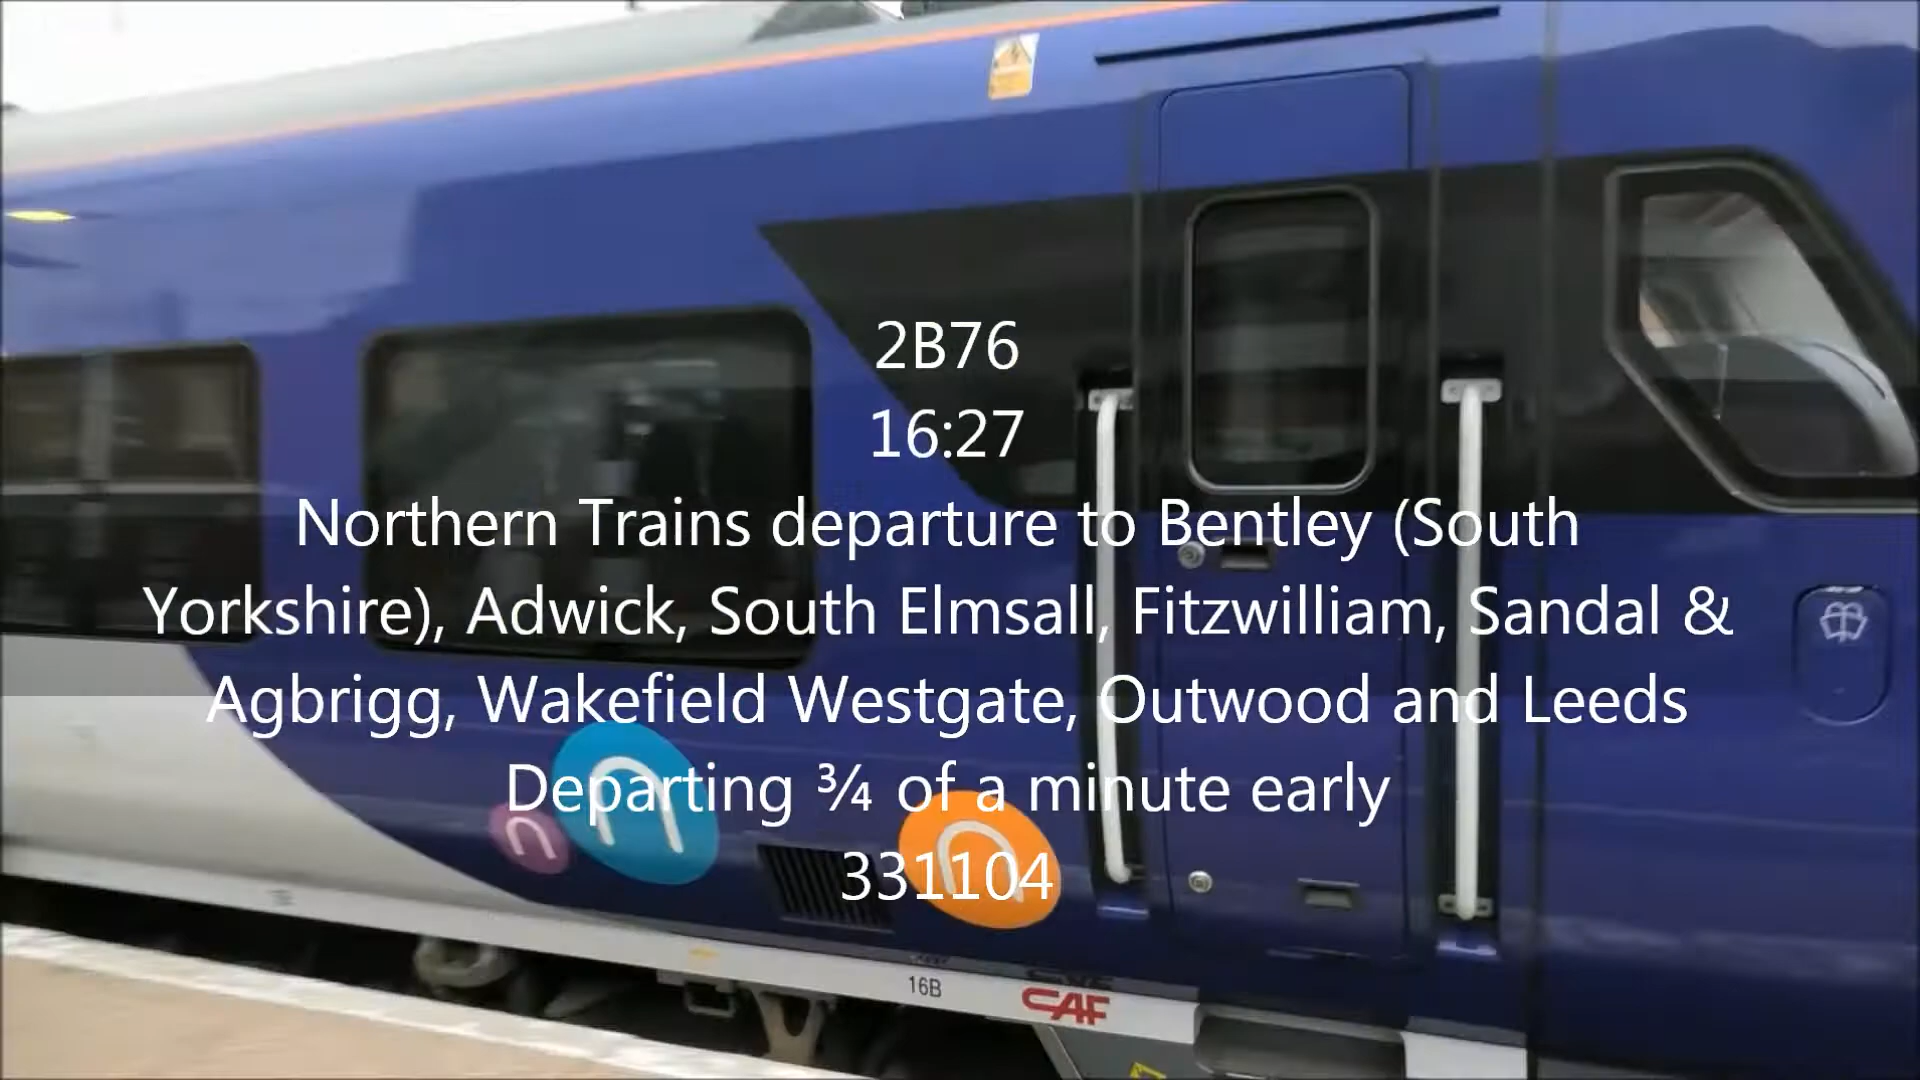 2B76
16:27
Northern Trains departure to Bentley (South
Yorkshire), Adwick, South Elmsall, Fitzwilliam, Sandal &
Agbrigg, Wakefield Westgate, Outwood and Leeds
Departing ¾ of a minute early
331104
n
n
n
16B
CAF